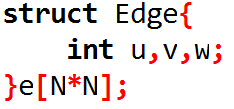 struct Edge{
    int u,v,w;
}e[N*N];